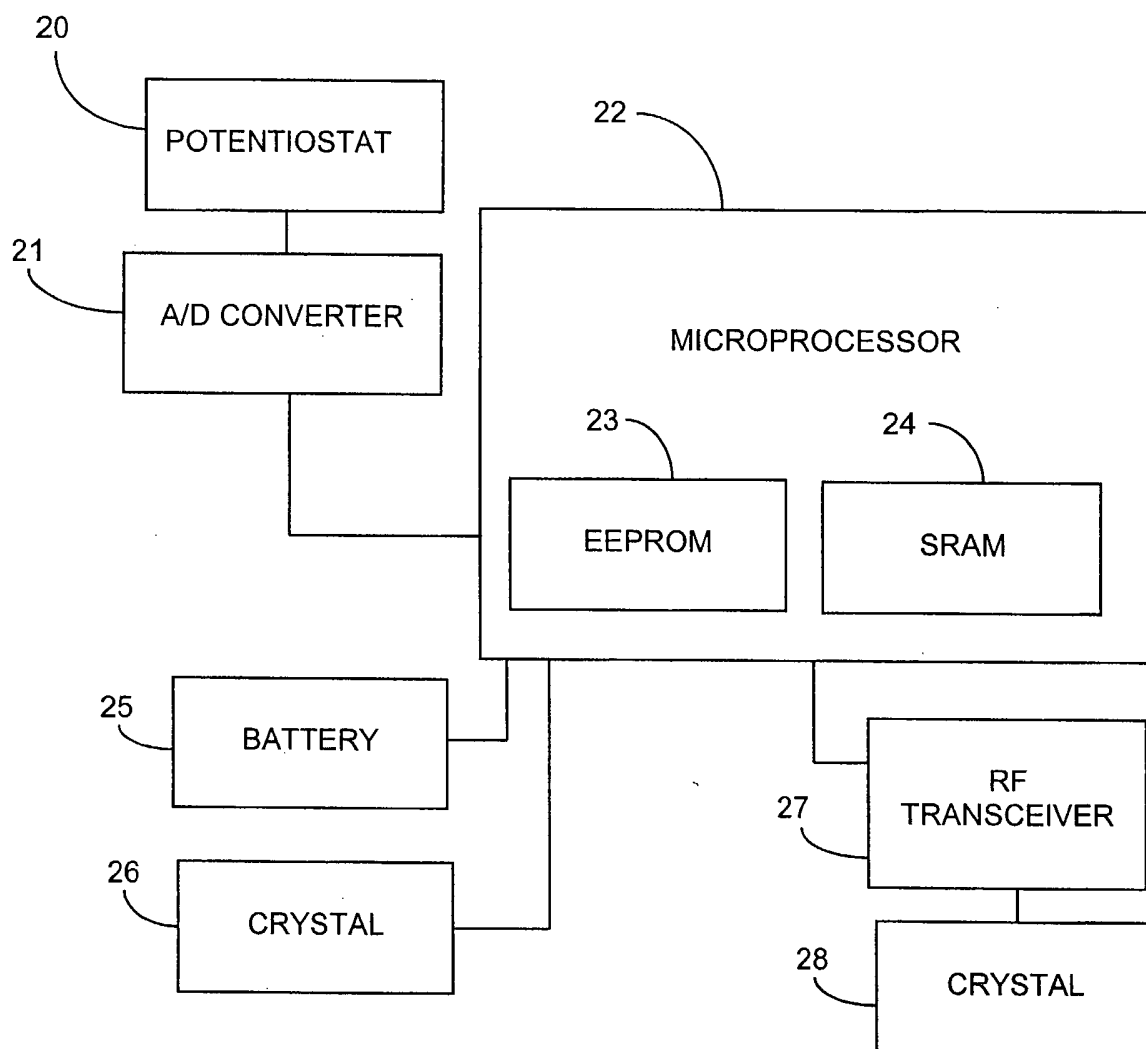 20
POTENTIOSTAT
22
21
A/D CONVERTER
MICROPROCESSOR
23
24
EEPROM
SRAM
25
BATTERY
RF
TRANSCEIVER
27
26
CRYSTAL
28
CRYSTAL